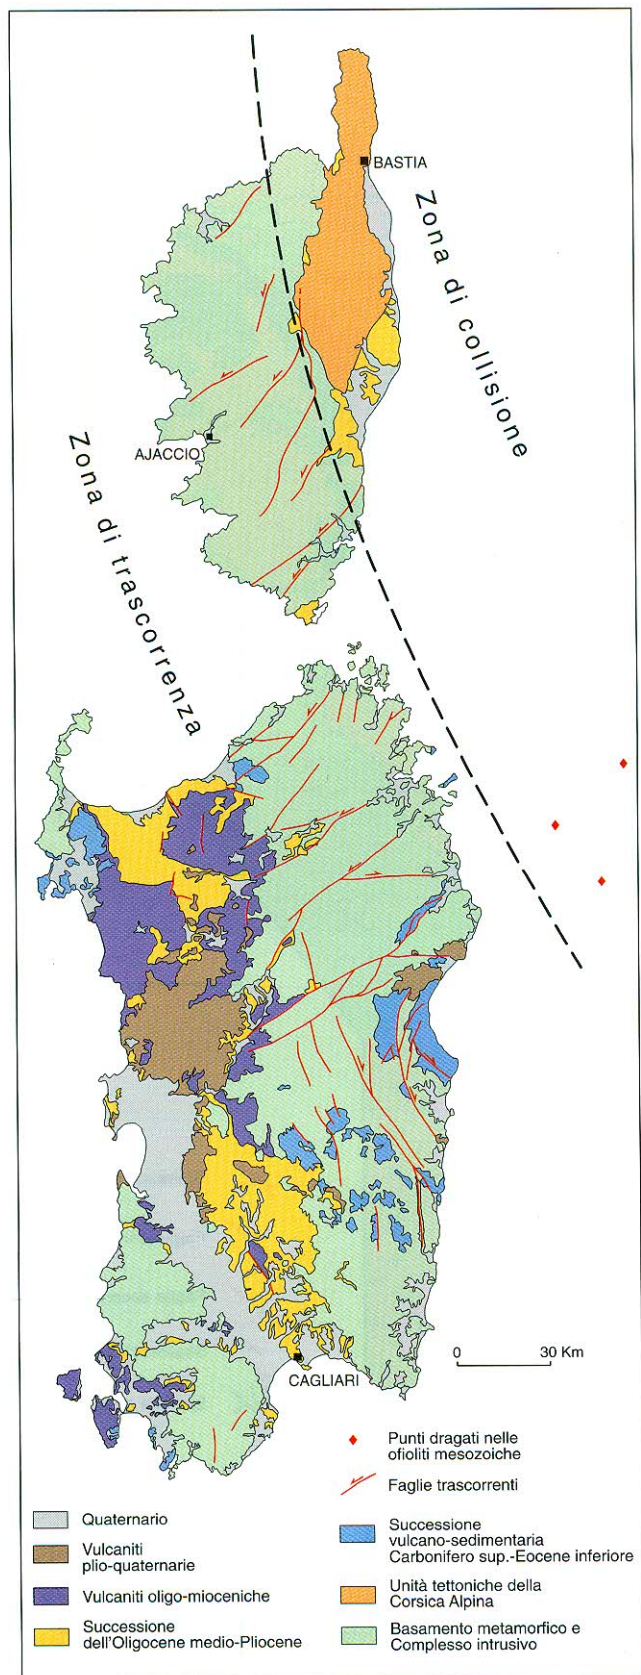 BASTIA
Zona di collisione
AJACCIO
Zona di trascorrenza
CAGLIARI
0 30 Km
Punti dragati nelle
ofioliti mesozoiche
Faglie trascorrenti
Quaternario
Vulcaniti
plio-quaternarie
Vulcaniti oligo-mioceniche
Successione
dell'Oligocene medio-Pliocene
Successione
vulcano-sedimentaria
Carbonifero sup.-Eocene inferiore
Unità tettoniche della
Corsica Alpina
Basamento metamorfico e
Complesso intrusivo